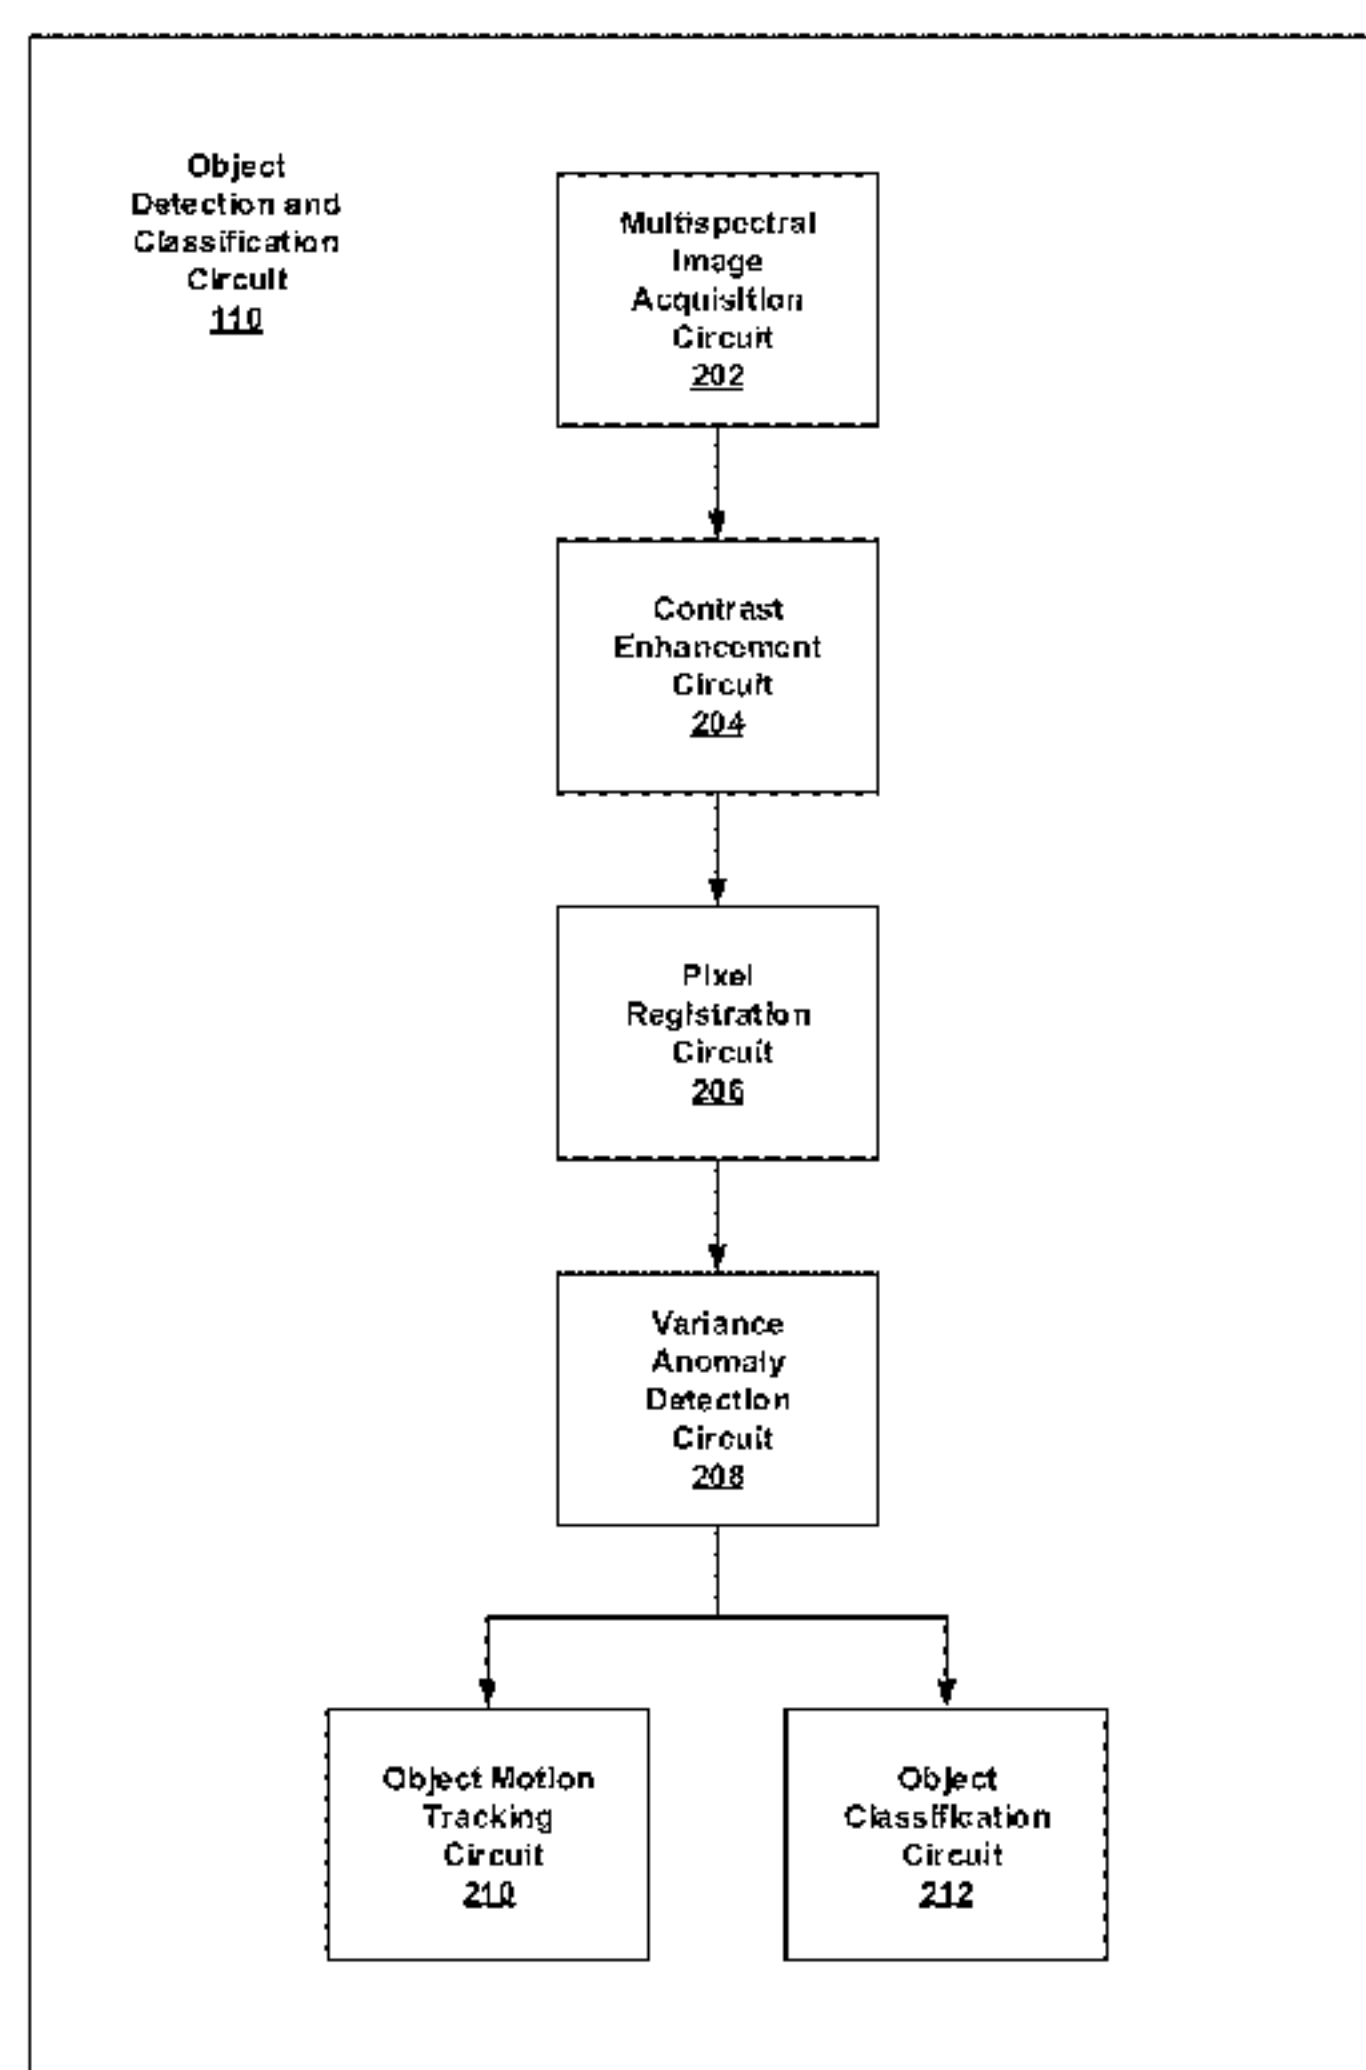 Object
Detection and
Classification
Circuit
110
Multispectral
Image
Acquisition
Circuit
202
Contrast
Enhancement
Circuit
204
Pixel
Registration
Circuit
206
Variance
Anomaly
Detection
Circuit
208
Object Motion
Tracking
Circuit
210
Object
Classification
Circuit
212